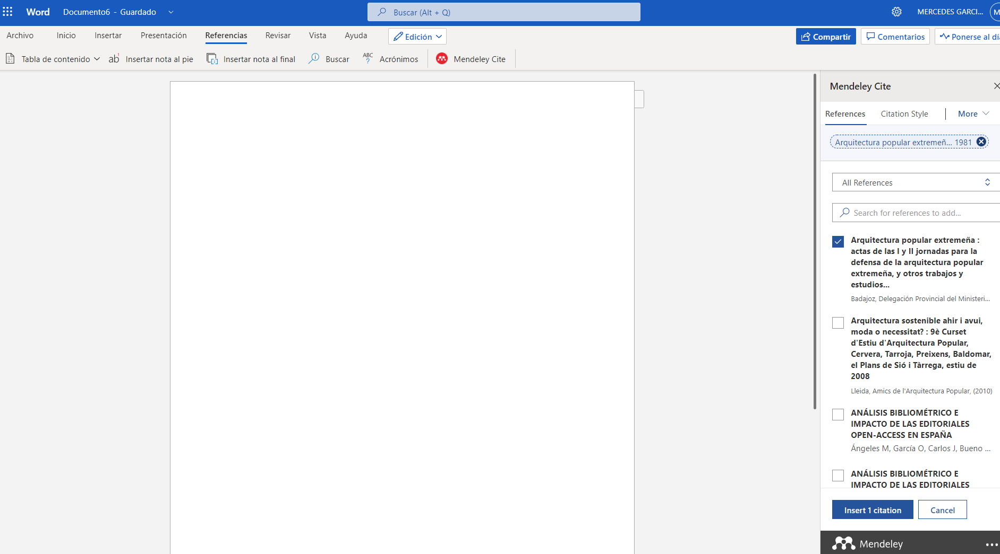 Word Documento6 - Guardado Buscar (Alt + Q) MERCEDES GARCI... M
Archivo Inicio Insertar Presentación Referencias Revisar Vista Ayuda Edición Compartir Comentarios Ponerse al dí
Tabla de contenido ab1 Insertar nota al pie Insertar nota al final Buscar ABC ? Acrónimos Mendeley Cite
Mendeley Cite
References Citation Style More
Arquitectura popular extremeñ... 1981
All References
Search for references to add...
Arquitectura popular extremeña :
actas de las I y II jornadas para la
defensa de la arquitectura popular
extremeña, y otros trabajos y
estudios...
Badajoz, Delegación Provincial del Ministeri...
Arquitectura sostenible ahir i avui,
moda o necessitat? : 9è Curset
d'Estiu d'Arquitectura Popular,
Cervera, Tarroja, Preixens, Baldomar,
el Plans de Sió i Tàrrega, estiu de
2008
Lleida, Amics de l'Arquitectura Popular, (2010)
ANÁLISIS BIBLIOMÉTRICO E
IMPACTO DE LAS EDITORIALES
OPEN-ACCESS EN ESPAÑA
Ángeles M, García O, Carlos J, Bueno ...
ANÁLISIS BIBLIOMÉTRICO E
IMPACTO DE LAS EDITORIALES
Insert 1 citation Cancel
Mendeley